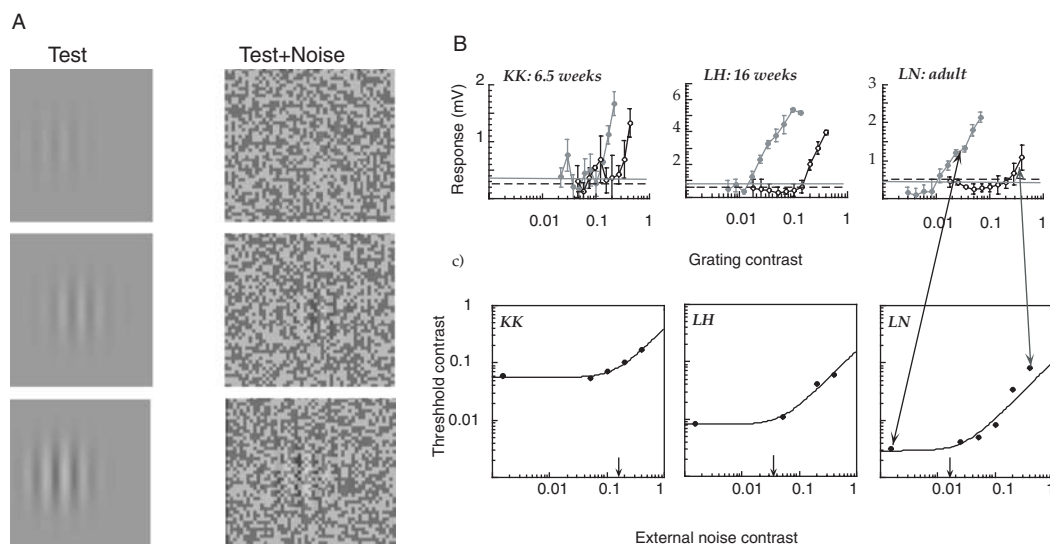 A
Test
Test+Noise
B
KK: 6.5 weeks
LH: 16 weeks
LN: adult
Response (mV)
2
1
6
4
2
3
2
1
0.01
0.1
1
0.01
0.1
1
0.01
0.1
1
c)
Grating contrast
Threshhold contrast
1
0.1
0.01
KK
LH
LN
0.01
0.1
1
0.01
0.1
1
0.01
0.1
1
External noise contrast